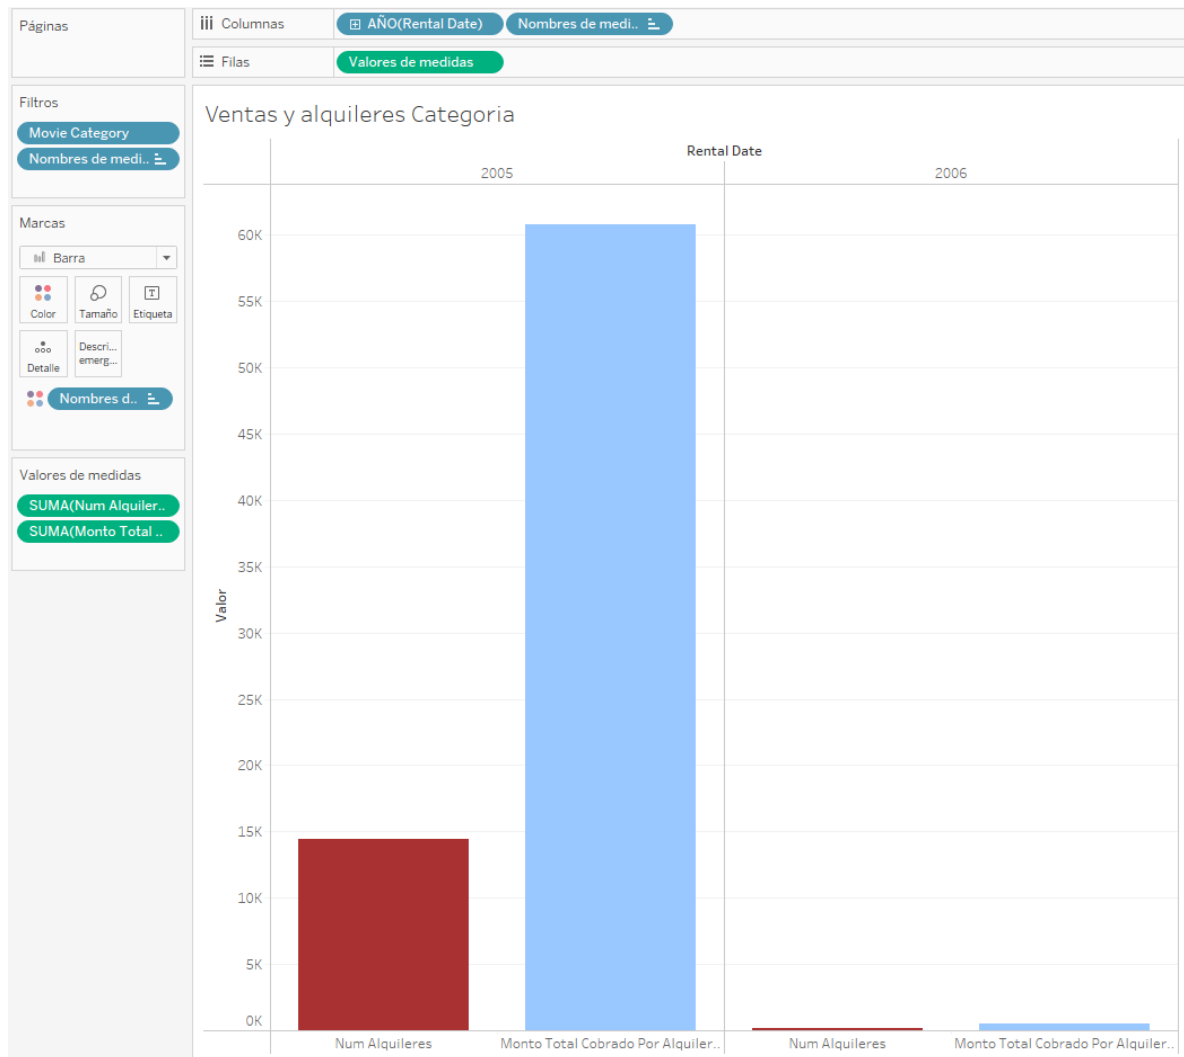 Páginas
Columnas
AÑO(Rental Date)
Nombres de medi..
Filas
Valores de medidas
Filtros
Movie Category
Nombres de medi..
Marcas
Barra
Color
Tamaño
Etiqueta
Detalle
Descri...
emerg...
Nombres d..
Valores de medidas
SUMA(Num Alquiler..
SUMA(Monto Total ..
Ventas y alquileres Categoria
Rental Date
2005
2006
60K
55K
50K
45K
40K
35K
30K
25K
20K
15K
10K
5K
0K
Valor
Num Alquileres
Monto Total Cobrado Por Alquiler..
Num Alquileres
Monto Total Cobrado Por Alquiler..